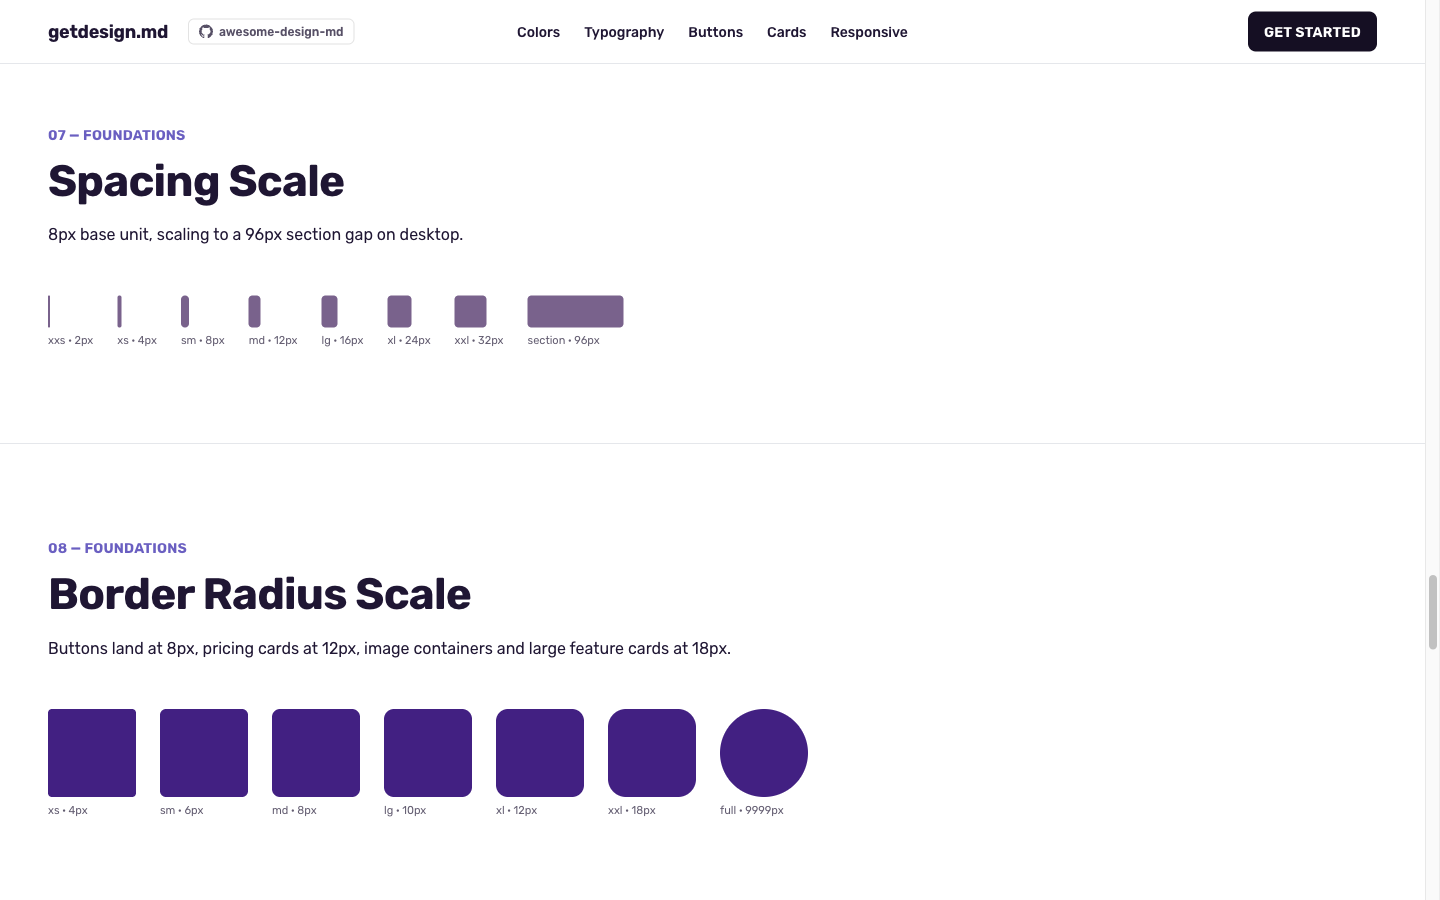 getdesign.md
awesome-design-md
Colors
Typography
Buttons
Cards
Responsive
GET STARTED
07 — FOUNDATIONS
Spacing Scale
8px base unit, scaling to a 96px section gap on desktop.
xxs • 2px
xs • 4px
sm • 8px
md • 12px
lg • 16px
xl • 24px
xxl • 32px
section • 96px
08 — FOUNDATIONS
Border Radius Scale
Buttons land at 8px, pricing cards at 12px, image containers and large feature cards at 18px.
xs • 4px
sm • 6px
md • 8px
lg • 10px
xl • 12px
xxl • 18px
full • 9999px